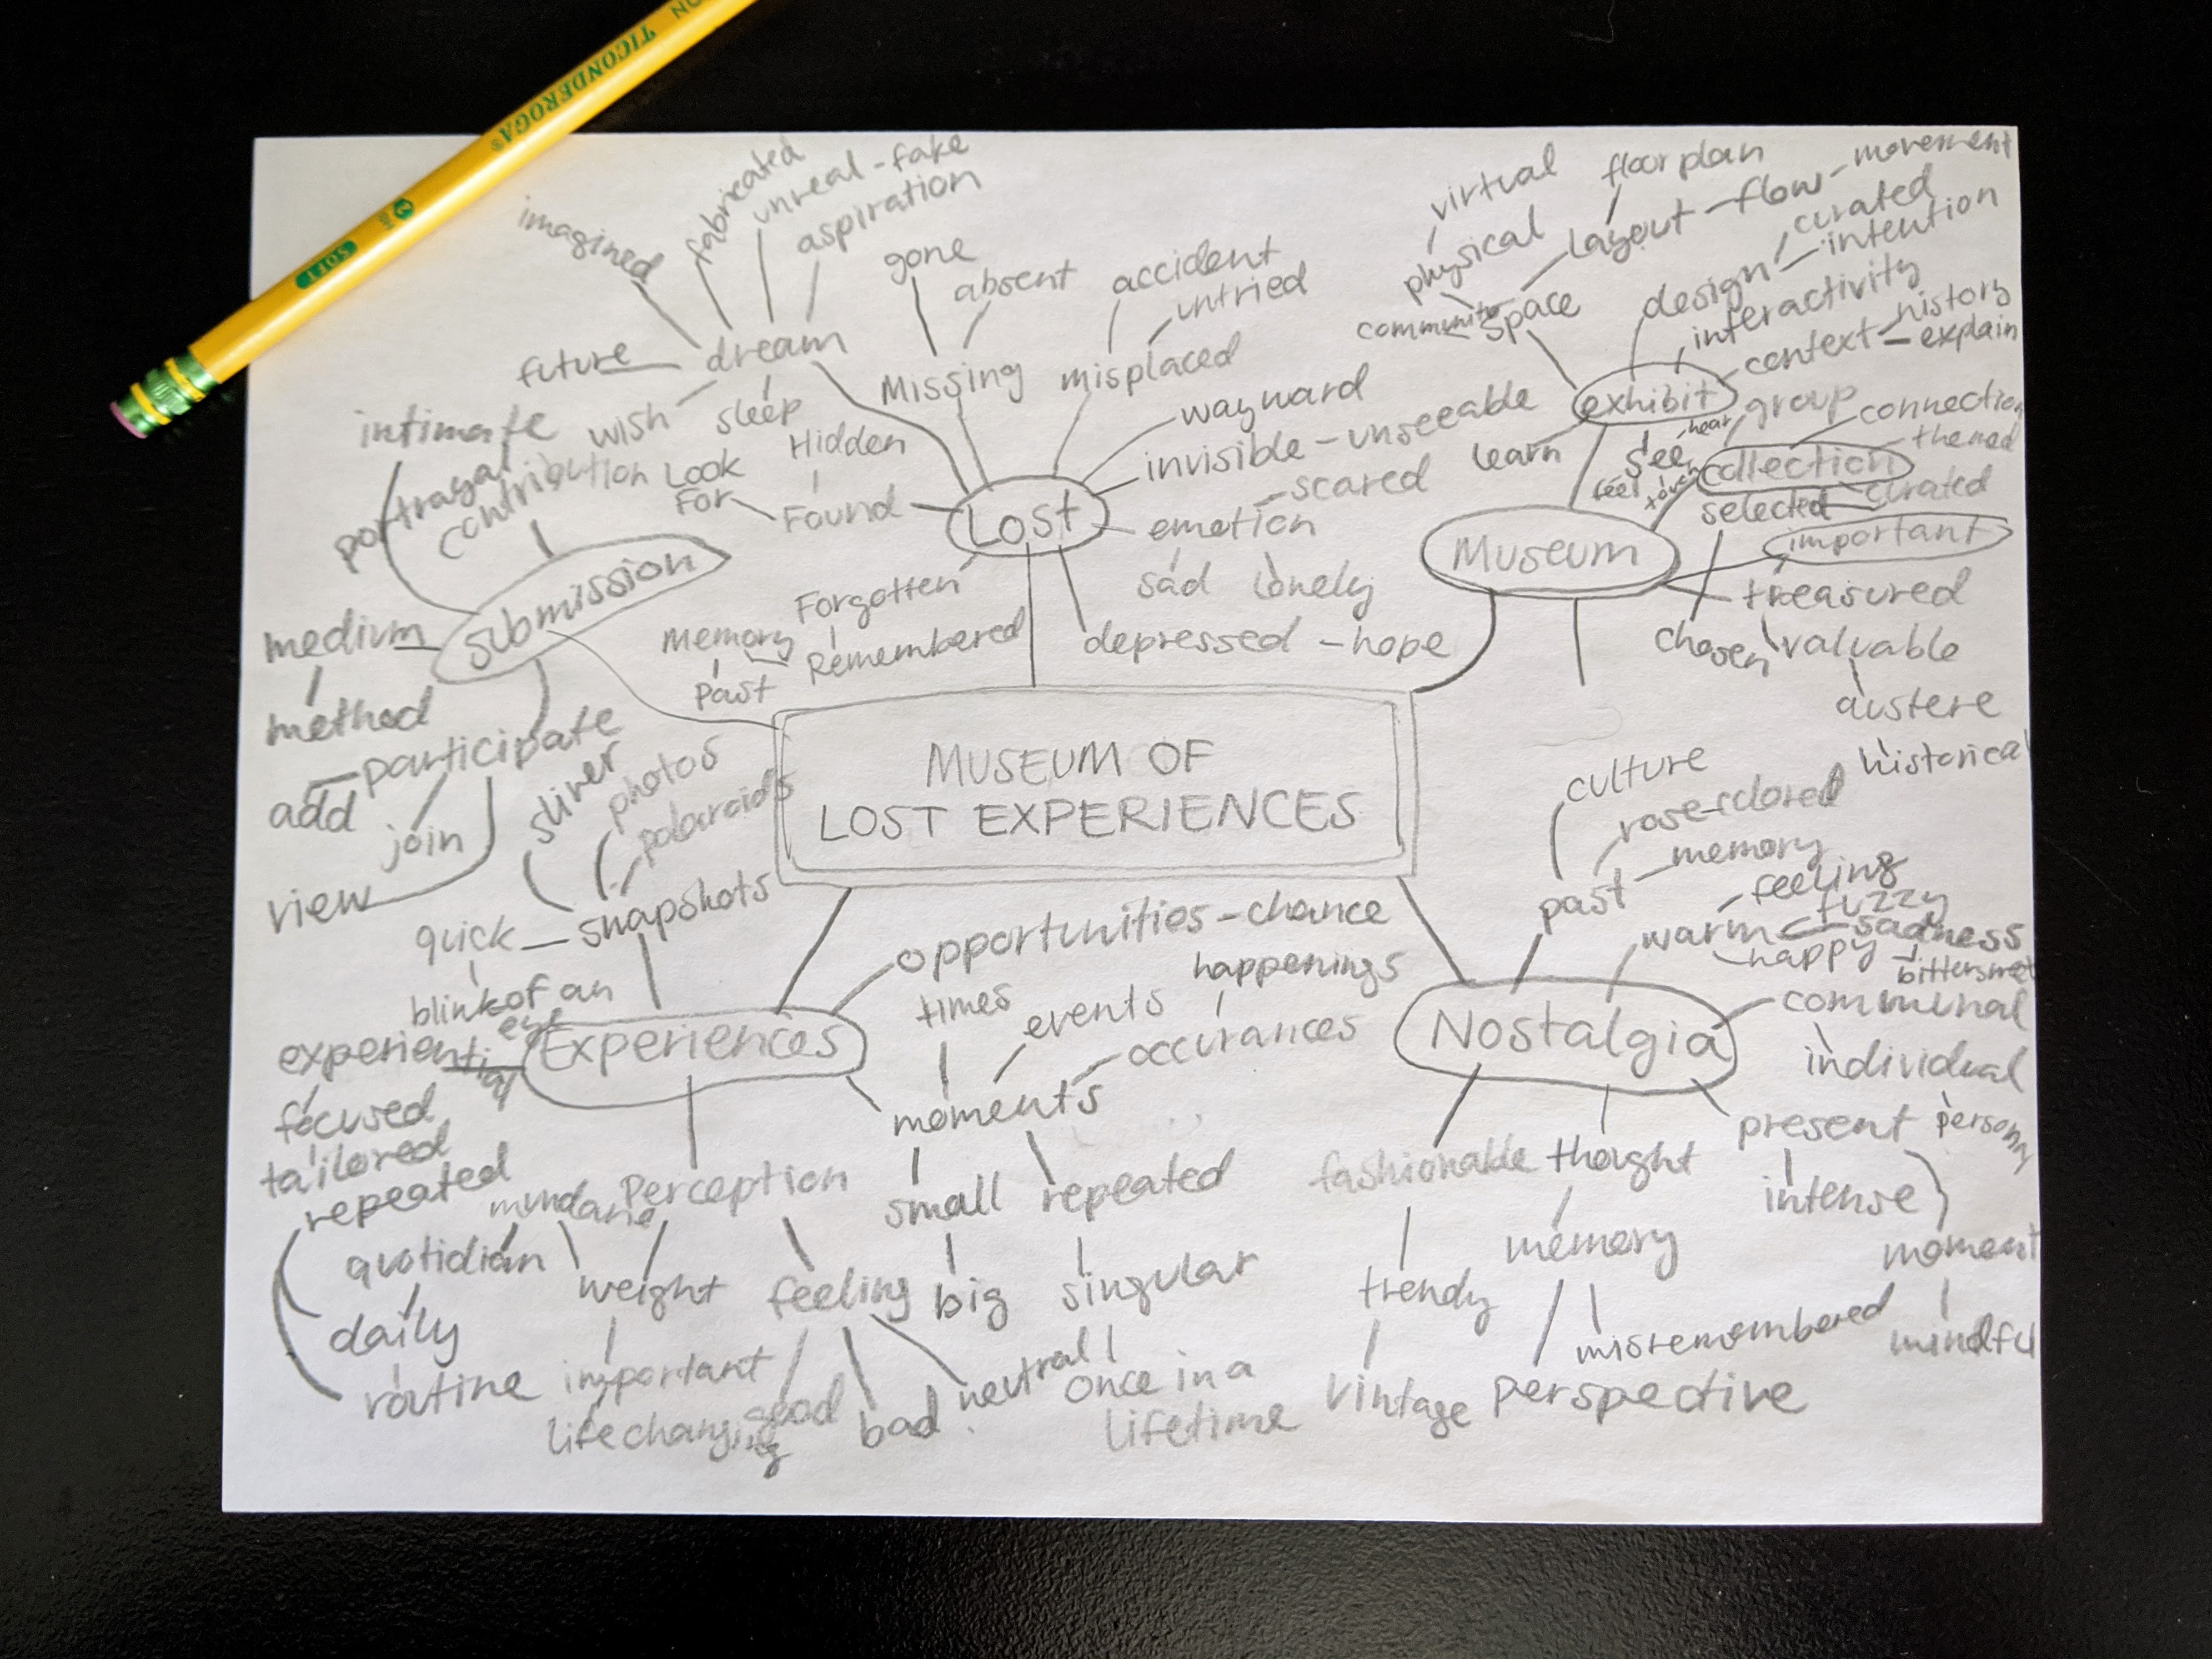 TICONDEROGA®
2
SOFT
imagined
fabricated
unreal - fake
aspiration
future
dream
wish
sleep
gone
absent
Missing
accident
untried
misplaced
wayward
invisible - unseeable
Hidden
Look
For
Found
LOST
emotion
scared
sad
lonely
depressed - hope
Forgotten
Remembered
Memory
Past
virtual
physical
community
space
floorplan
layout - flow - movement
design
curated
intention
interactivity
context
history
explain
exhibit
learn
see
hear
feel
touch
group
connection
themed
collection
selected
curated
chosen
important
treasured
valuable
austere
historical
Museum
intimate
portrayal
contribution
submission
medium
method
participate
add
join
view
MUSEUM OF
LOST EXPERIENCES
sliver
photos
polaroids
snapshots
quick
blink of an
eye
experiential
focused
tailored
Experiences
opportunities - chance
times
events
happenings
occurances
moments
small
big
repeated
singular
once in a
lifetime
Perception
repeated
mundane
quotidian
daily
routine
weight
important
lifechanging
feeling
good
bad
neutral
culture
rose-colored
memory
past
feeling
fuzzy
warm
sadness
happy
communal
individual
Nostalgia
present
intense
moment
mindful
fashionable
trendy
vintage
thought
memory
misremembered
perspective